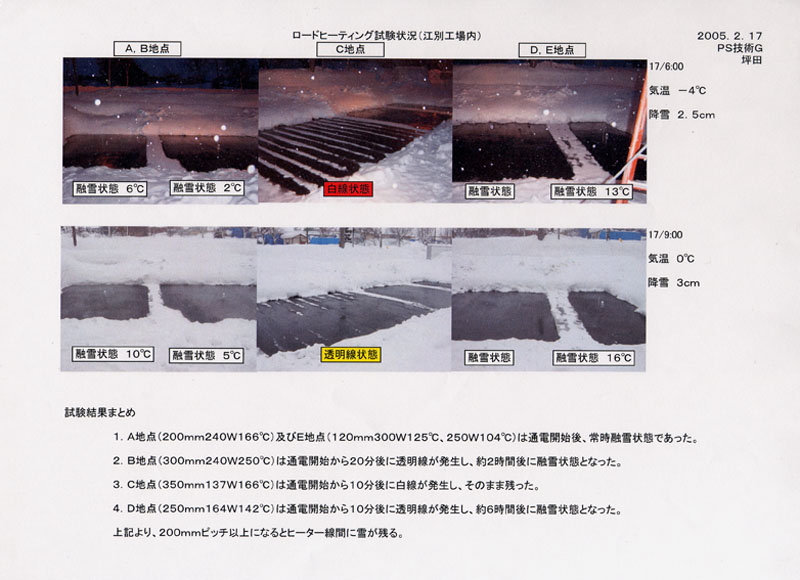 ロードヒーティング試験状況(江別工場内)
2005. 2. 17
PS技術G
坪田
A, B地点
C地点
D, E地点
17/6:00
気温 －4℃
降雪 2. 5cm
融雪状態 6℃
融雪状態 2℃
白線状態
融雪状態
融雪状態 13℃
17/9:00
気温 0℃
降雪 3cm
融雪状態 10℃
融雪状態 5℃
透明線状態
融雪状態
融雪状態 16℃
試験結果まとめ
1. A地点(200mm240W166℃)及びE地点(120mm300W125℃、250W104℃)は通電開始後、常時融雪状態であった。
2. B地点(300mm240W250℃)は通電開始から20分後に透明線が発生し、約2時間後に融雪状態となった。
3. C地点(350mm137W166℃)は通電開始から10分後に白線が発生し、そのまま残った。
4. D地点(250mm164W142℃)は通電開始から10分後に透明線が発生し、約6時間後に融雪状態となった。
上記より、200mmピッチ以上になるとヒーター線間に雪が残る。